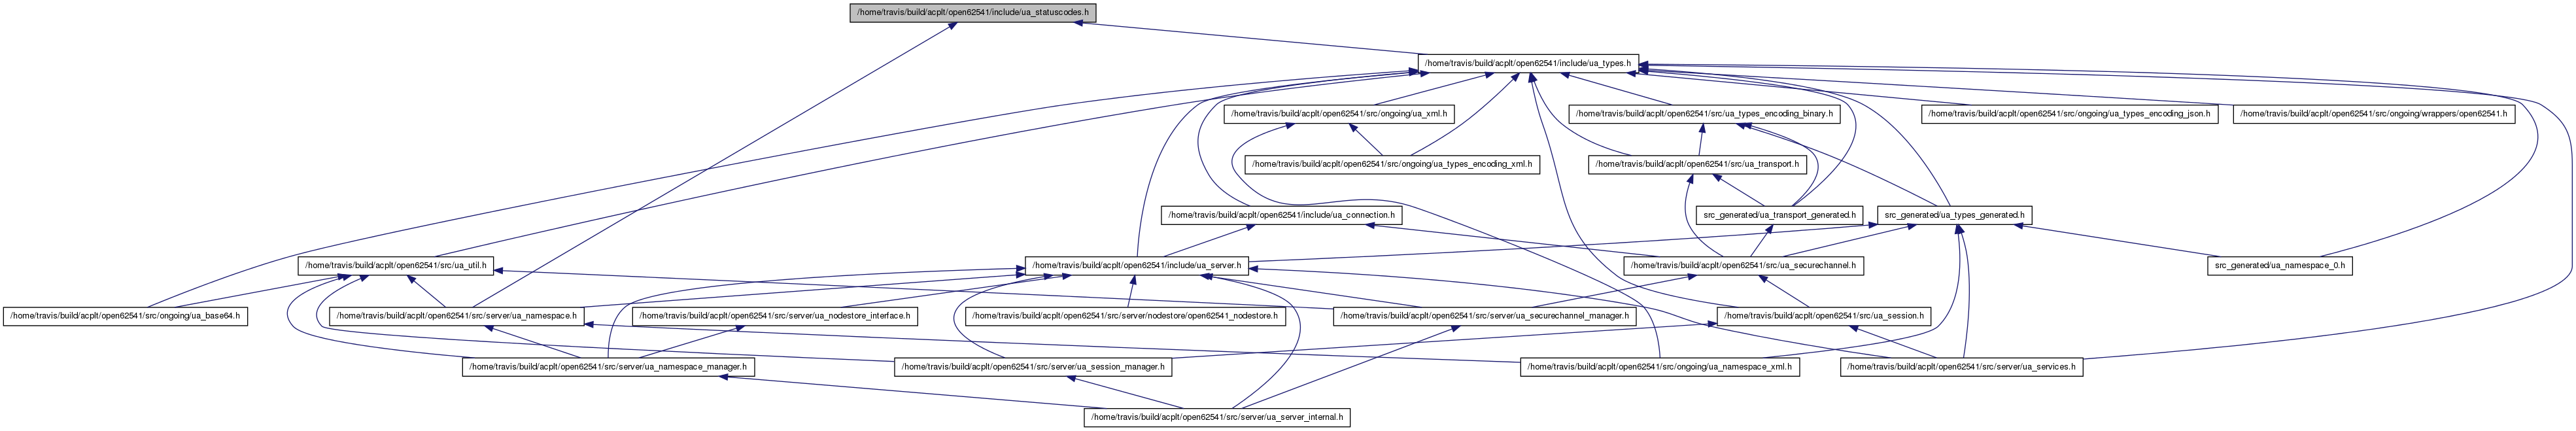 /home/travis/build/acplt/open62541/include/ua_statuscodes.h
/home/travis/build/acplt/open62541/include/ua_types.h
/home/travis/build/acplt/open62541/src/ongoing/ua_xml.h
/home/travis/build/acplt/open62541/src/ua_types_encoding_binary.h
/home/travis/build/acplt/open62541/src/ongoing/ua_types_encoding_json.h
/home/travis/build/acplt/open62541/src/ongoing/wrappers/open62541.h
/home/travis/build/acplt/open62541/src/ongoing/ua_types_encoding_xml.h
/home/travis/build/acplt/open62541/src/ua_transport.h
/home/travis/build/acplt/open62541/include/ua_connection.h
src_generated/ua_transport_generated.h
src_generated/ua_types_generated.h
/home/travis/build/acplt/open62541/src/ua_util.h
/home/travis/build/acplt/open62541/include/ua_server.h
/home/travis/build/acplt/open62541/src/ua_securechannel.h
src_generated/ua_namespace_0.h
/home/travis/build/acplt/open62541/src/ongoing/ua_base64.h
/home/travis/build/acplt/open62541/src/server/ua_namespace.h
/home/travis/build/acplt/open62541/src/server/ua_nodestore_interface.h
/home/travis/build/acplt/open62541/src/server/nodestore/open62541_nodestore.h
/home/travis/build/acplt/open62541/src/server/ua_securechannel_manager.h
/home/travis/build/acplt/open62541/src/ua_session.h
/home/travis/build/acplt/open62541/src/server/ua_namespace_manager.h
/home/travis/build/acplt/open62541/src/server/ua_session_manager.h
/home/travis/build/acplt/open62541/src/ongoing/ua_namespace_xml.h
/home/travis/build/acplt/open62541/src/server/ua_services.h
/home/travis/build/acplt/open62541/src/server/ua_server_internal.h